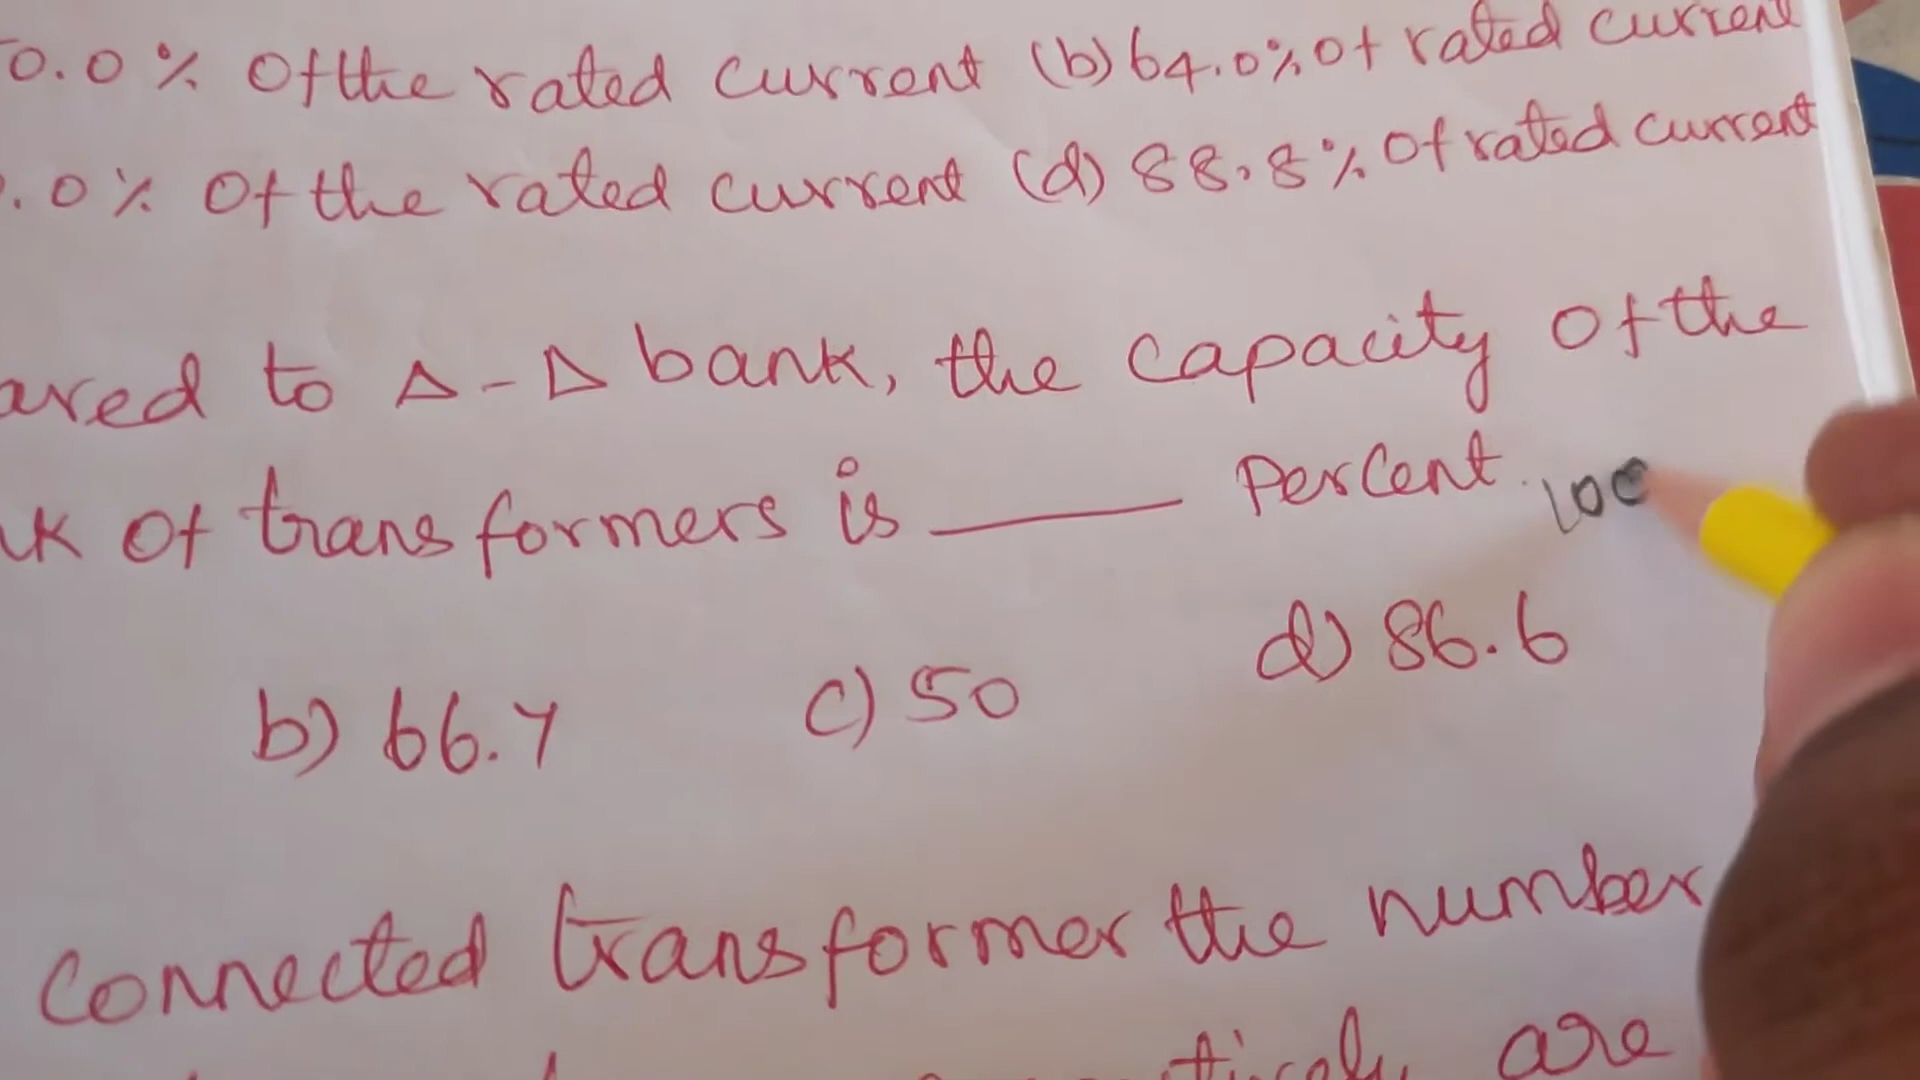 0.0% Of the rated current (b) 64.0% of rated current
.0% Of the rated current (d) 88.8% Of rated current
ared to Δ-Δ bank, the capacity of the
k Of transformers is ____ Percent. 100
b) 66.7 c) 50 d) 86.6
Connected transformer the number
are